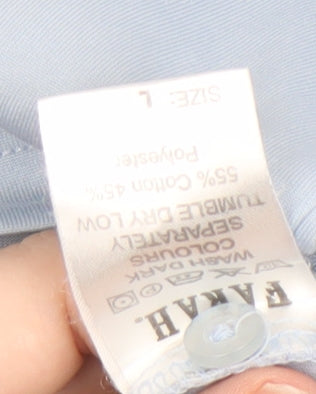 FARAH.
WASH DARK
COLOURS
SEPARATELY
TUMBLE DRY LOW
55% Cotton 45%
Polyester
SIZE: L